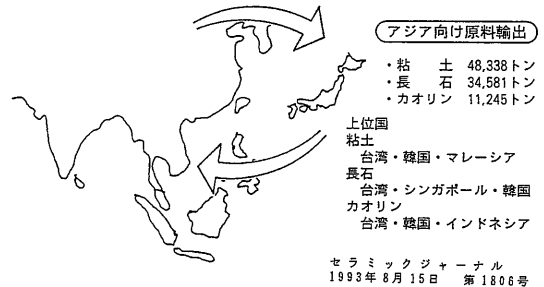 アジア向け原料輸出
・粘　土 48,338トン
・長　石 34,581トン
・カオリン 11,245トン
上位国
粘土
台湾・韓国・マレーシア
長石
台湾・シンガポール・韓国
カオリン
台湾・韓国・インドネシア
セラミックジャーナル
1993年8月15日　第1806号